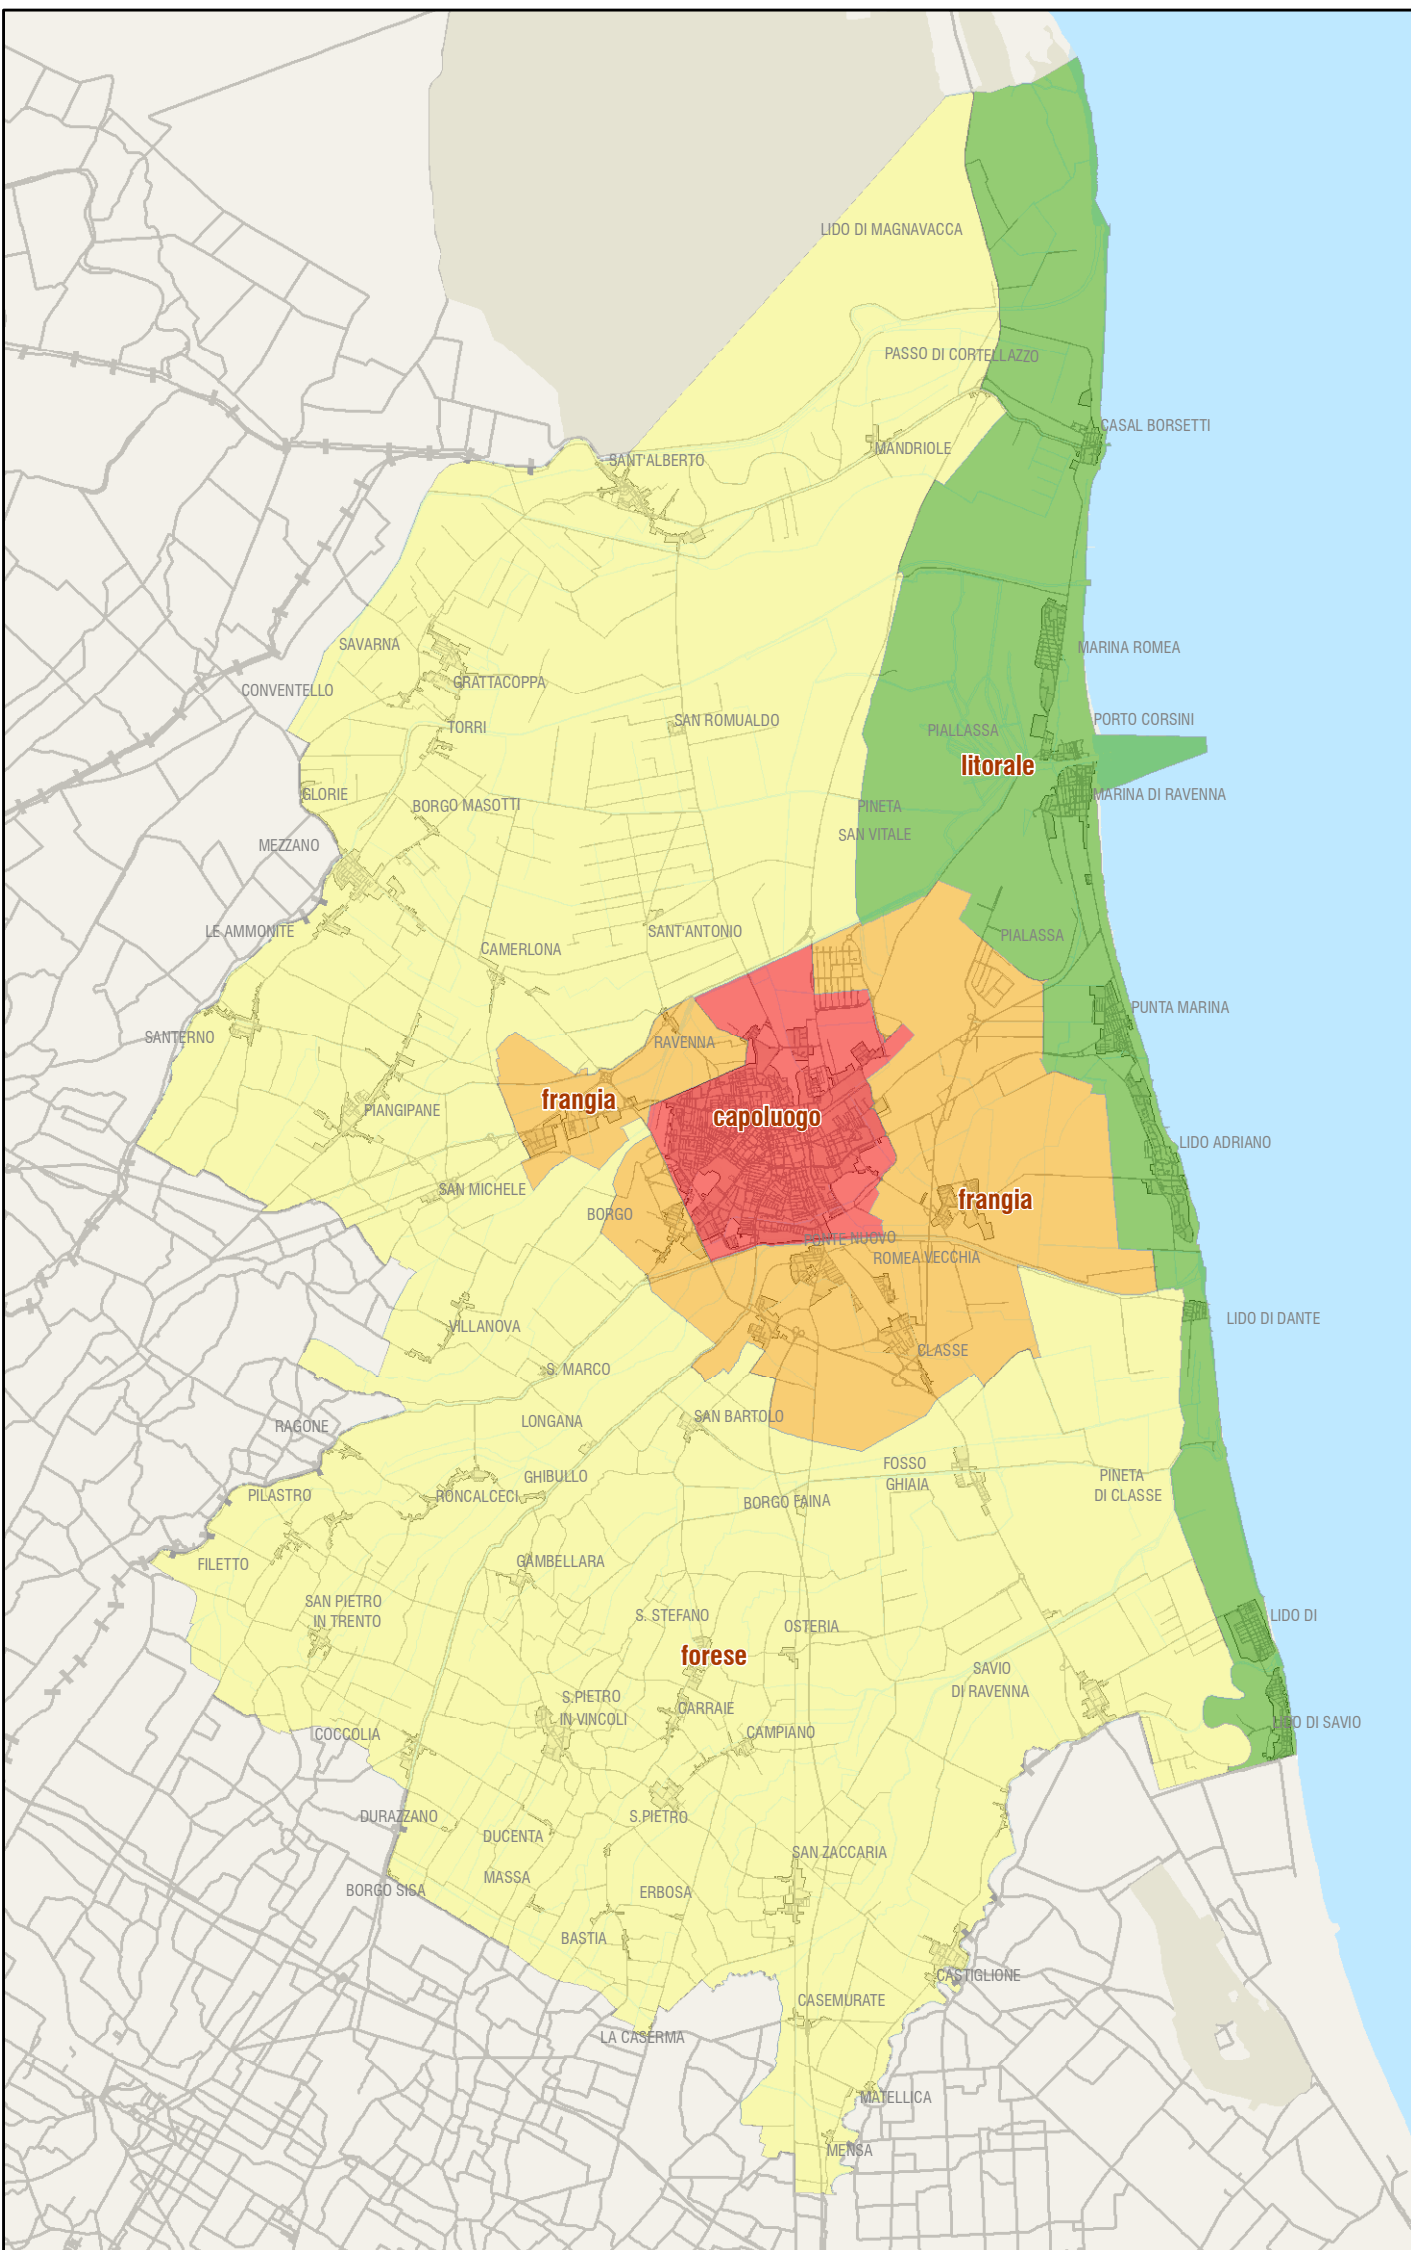 LIDO DI MAGNAVACCA
PASSO DI CORTELLAZZO
CASAL BORSETTI
MANDRIOLE
SANT'ALBERTO
SAVARNA
MARINA ROMEA
GRATTACOPPA
CONVENTELLO
SAN ROMUALDO
PORTO CORSINI
TORRI
PIALLASSA
litorale
GLORIE
MARINA DI RAVENNA
BORGO MASOTTI
PINETA
SAN VITALE
MEZZANO
LE AMMONITE
SANT'ANTONIO
PIALASSA
CAMERLONA
PUNTA MARINA
SANTERNO
RAVENNA
frangia
PIANGIPANE
capoluogo
LIDO ADRIANO
SAN MICHELE
frangia
BORGO
PONTE NUOVO
ROMEA VECCHIA
LIDO DI DANTE
VILLANOVA
CLASSE
S. MARCO
SAN BARTOLO
LONGANA
RAGONE
FOSSO
GHIAIA
GHIBULLO
PINETA
DI CLASSE
PILASTRO
RONCALCECI
BORGO FAINA
GAMBELLARA
FILETTO
SAN PIETRO
IN TRENTO
S. STEFANO
LIDO DI
OSTERIA
forese
SAVIO
DI RAVENNA
S.PIETRO
IN VINCOLI
CARRAIE
LIDO DI SAVIO
COCCOLIA
CAMPIANO
DURAZZANO
S.PIETRO
DUCENTA
SAN ZACCARIA
MASSA
BORGO SISA
ERBOSA
BASTIA
CASTIGLIONE
CASEMURATE
LA CASERMA
MATELLICA
MENSA